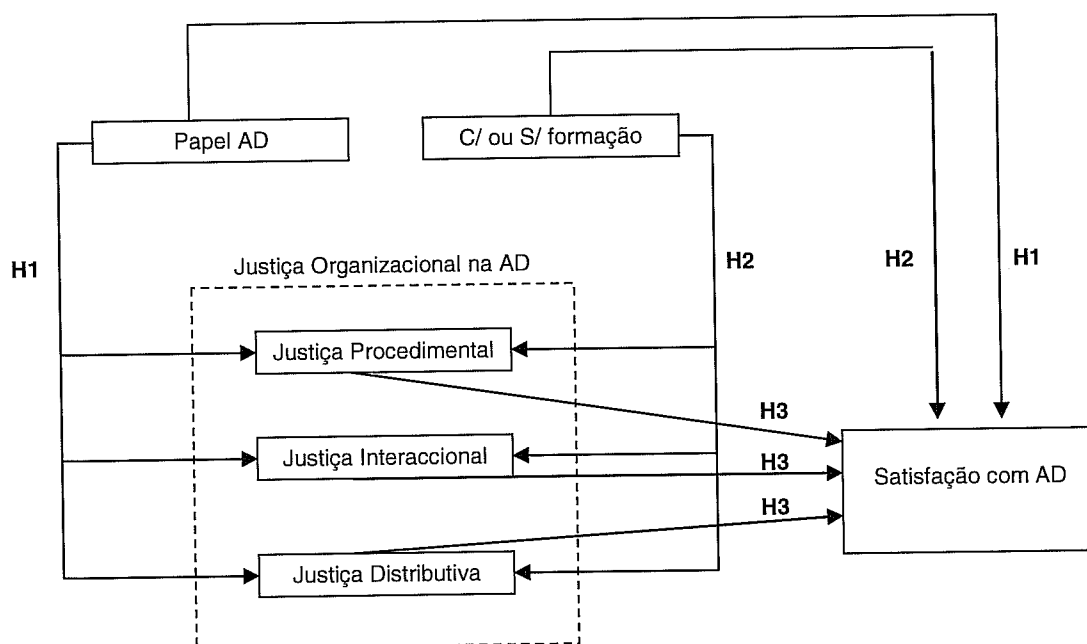 Papel AD
C/ ou S/ formação
H1
Justiça Organizacional na AD
H2
H2
H1
Justiça Procedimental
H3
Justiça Interaccional
H3
Satisfação com AD
H3
Justiça Distributiva